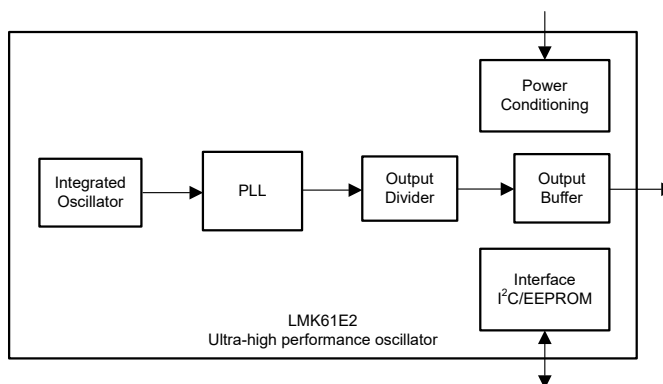 Power
Conditioning
Integrated
Oscillator
PLL
Output
Divider
Output
Buffer
Interface
I²C/EEPROM
LMK61E2
Ultra-high performance oscillator